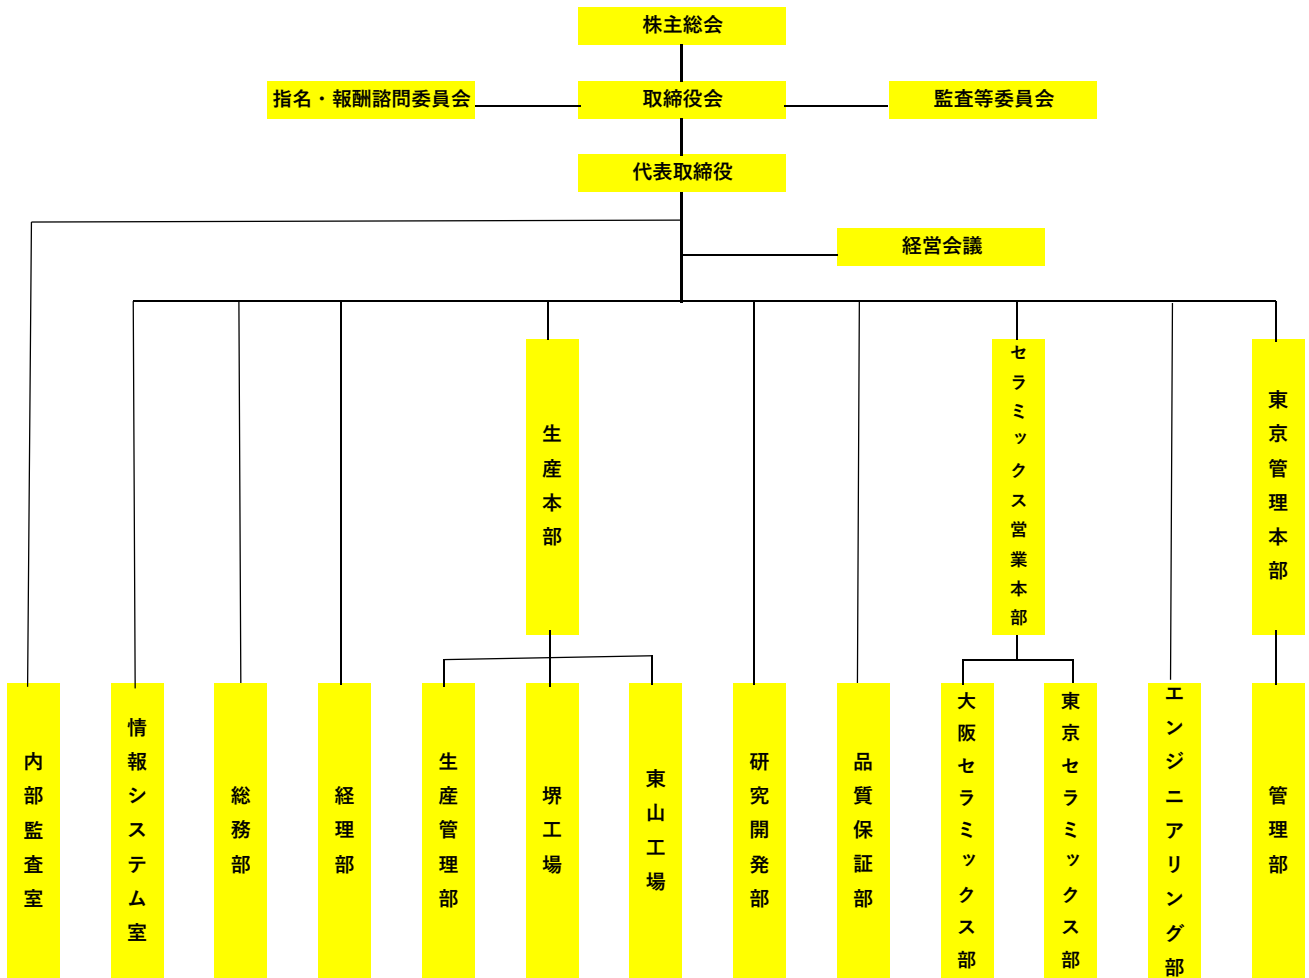 株主総会
指名・報酬諮問委員会
取締役会
監査等委員会
代表取締役
経営会議
生産本部
セラミックス営業本部
東京管理本部
内部監査室
情報システム室
総務部
経理部
生産管理部
堺工場
東山工場
研究開発部
品質保証部
大阪セラミックス部
東京セラミックス部
エンジニアリング部
管理部